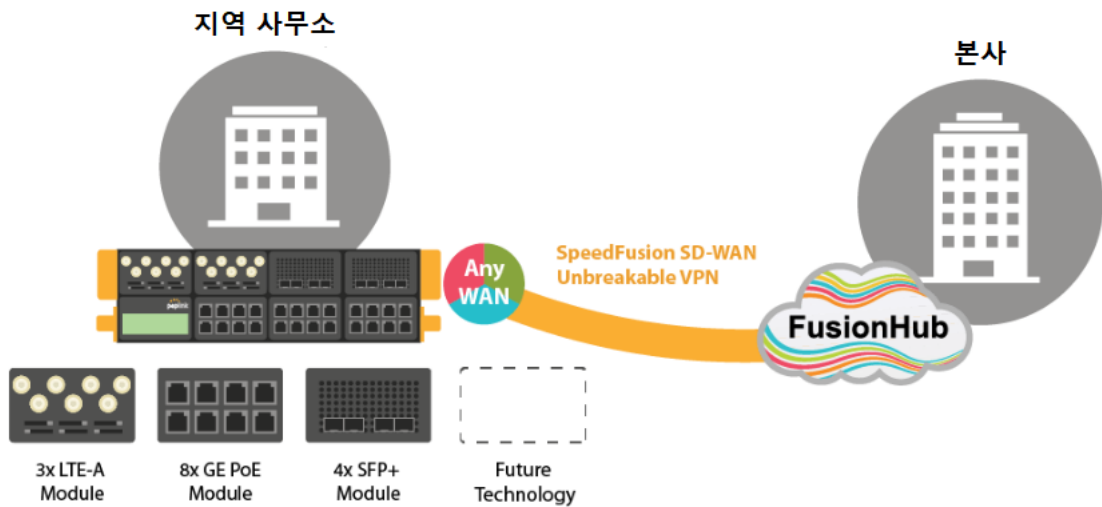 지역 사무소
본사
Any
WAN
SpeedFusion SD-WAN
Unbreakable VPN
FusionHub
peplink
3x LTE-A
Module
8x GE PoE
Module
4x SFP+
Module
Future
Technology